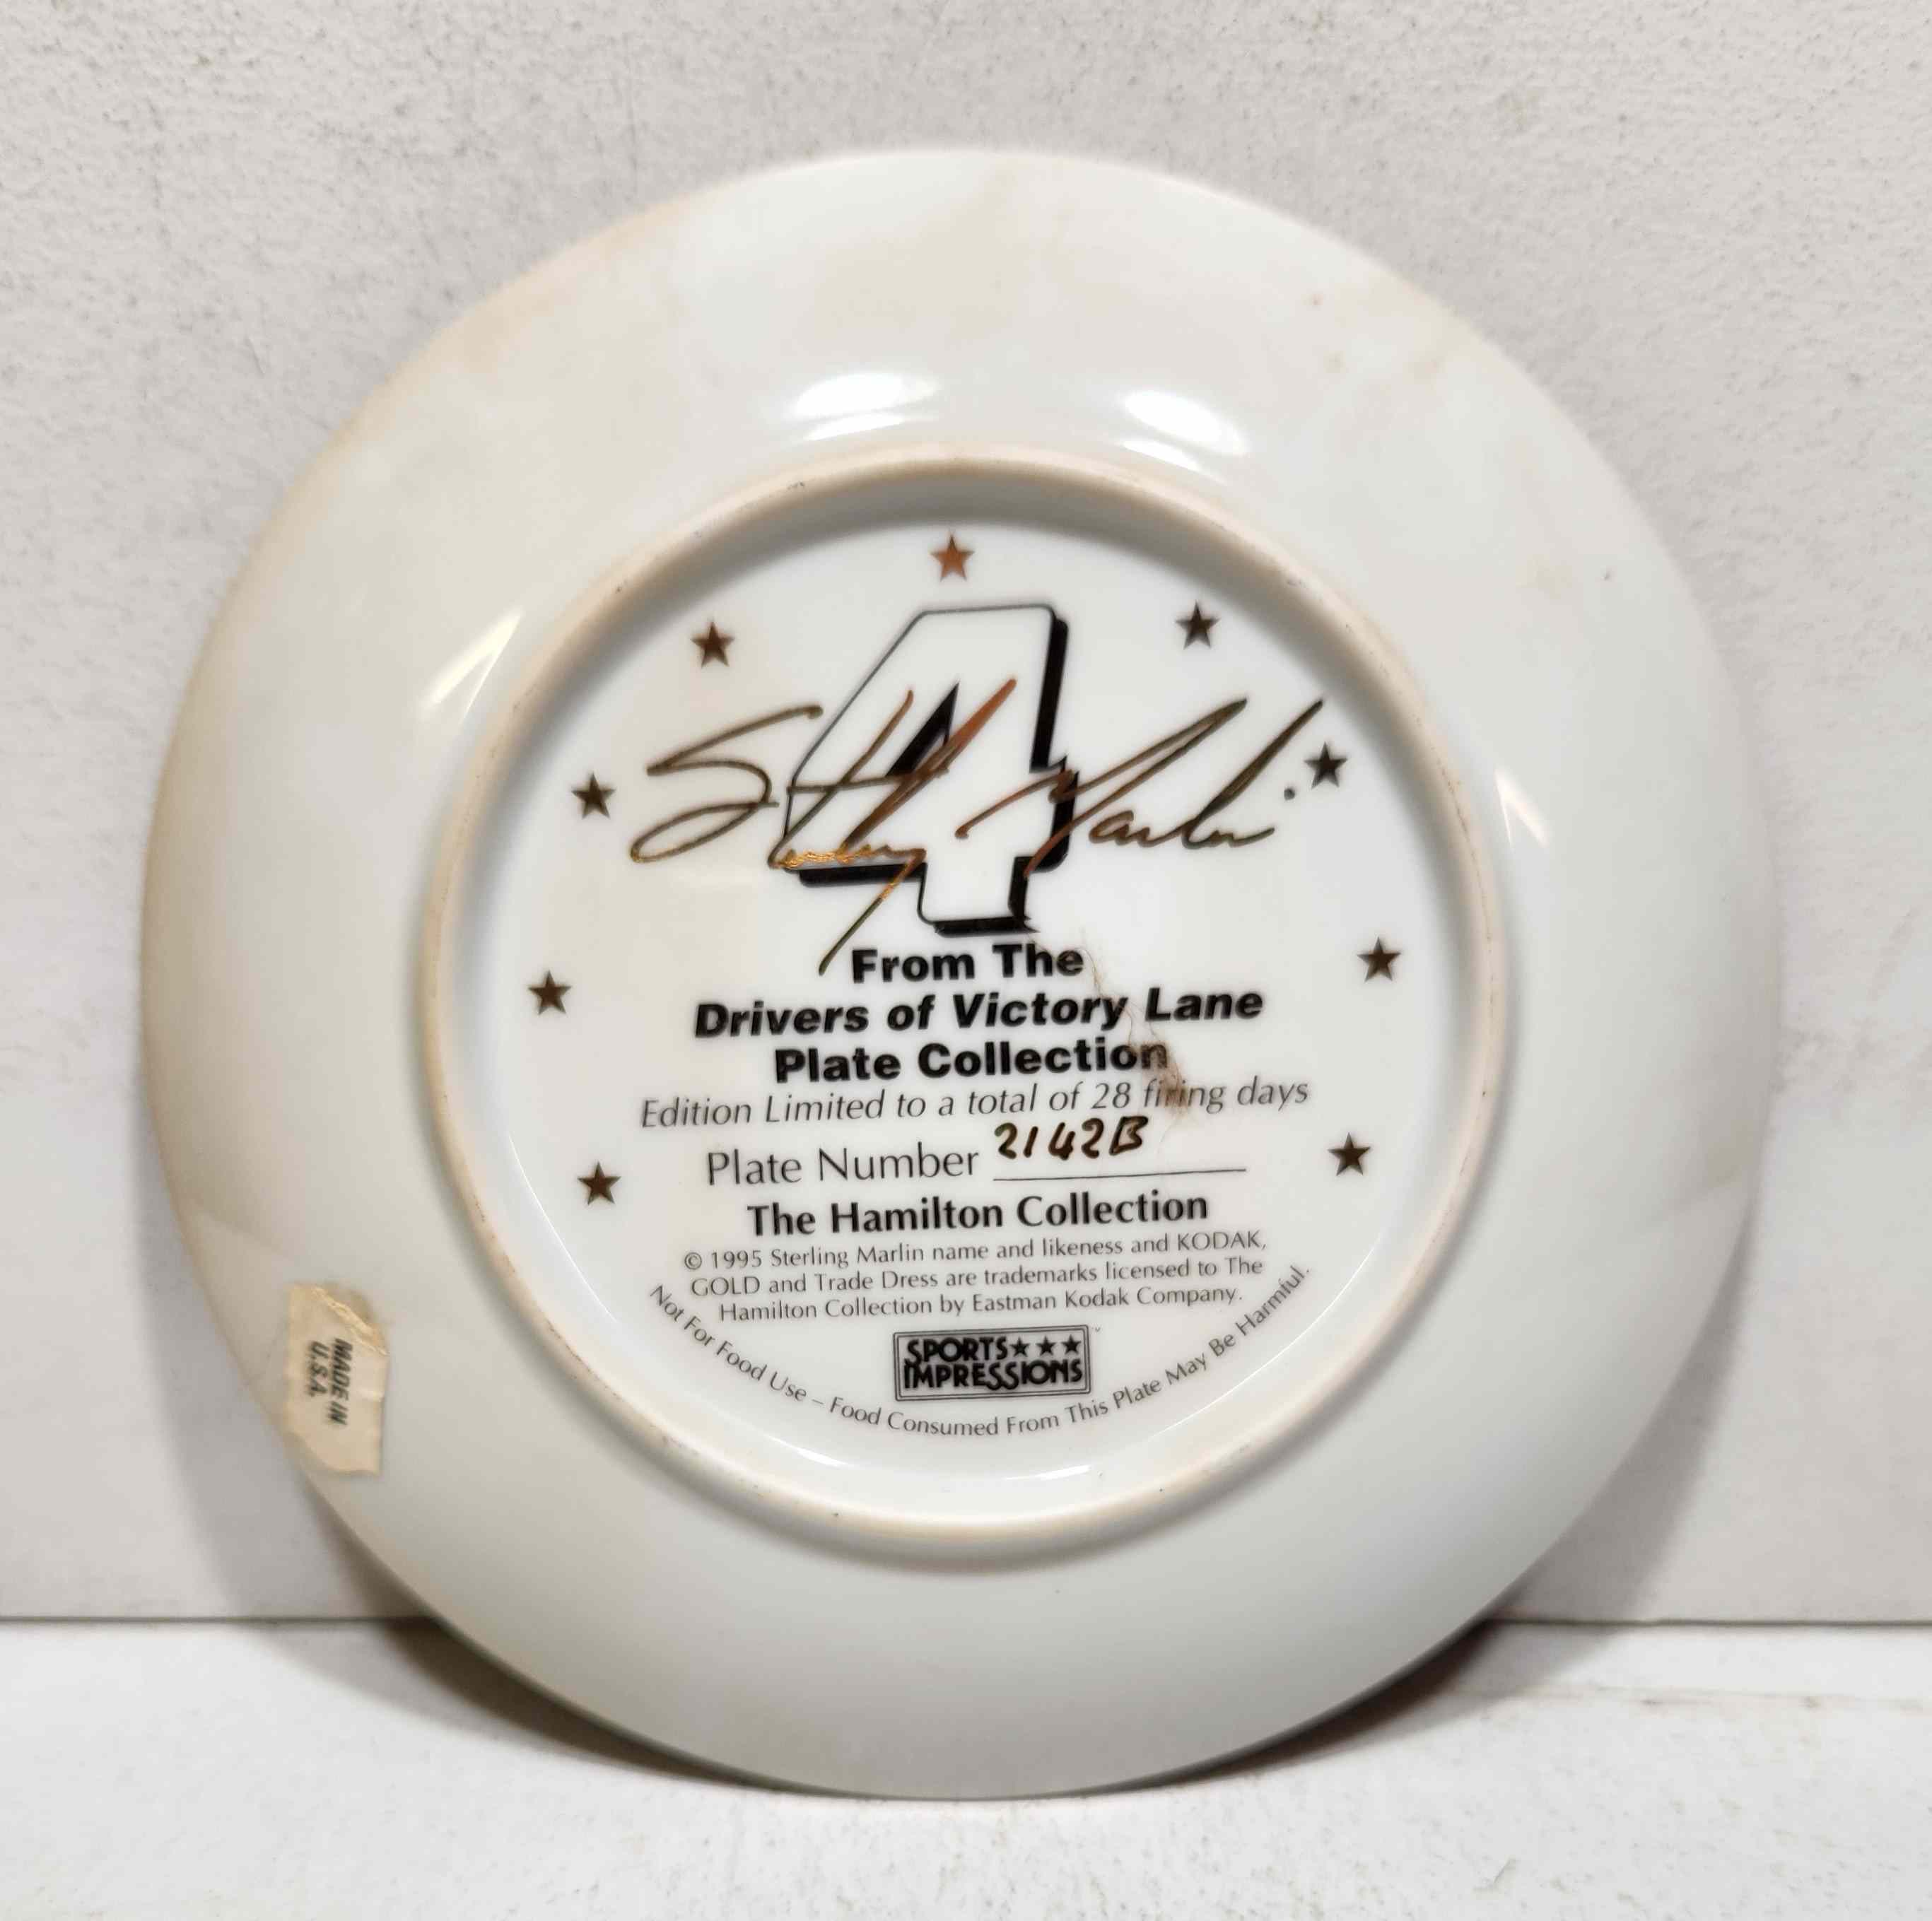 4
Sterling Marlin
From The
Drivers of Victory Lane
Plate Collection
Edition Limited to a total of 28 firing days
Plate Number 2142B
The Hamilton Collection
© 1995 Sterling Marlin name and likeness and KODAK,
GOLD and Trade Dress are trademarks licensed to The
Hamilton Collection by Eastman Kodak Company.
SPORTS★★★
IMPRESSIONS™
Not For Food Use – Food Consumed From This Plate May Be Harmful.
MADE IN
U.S.A.